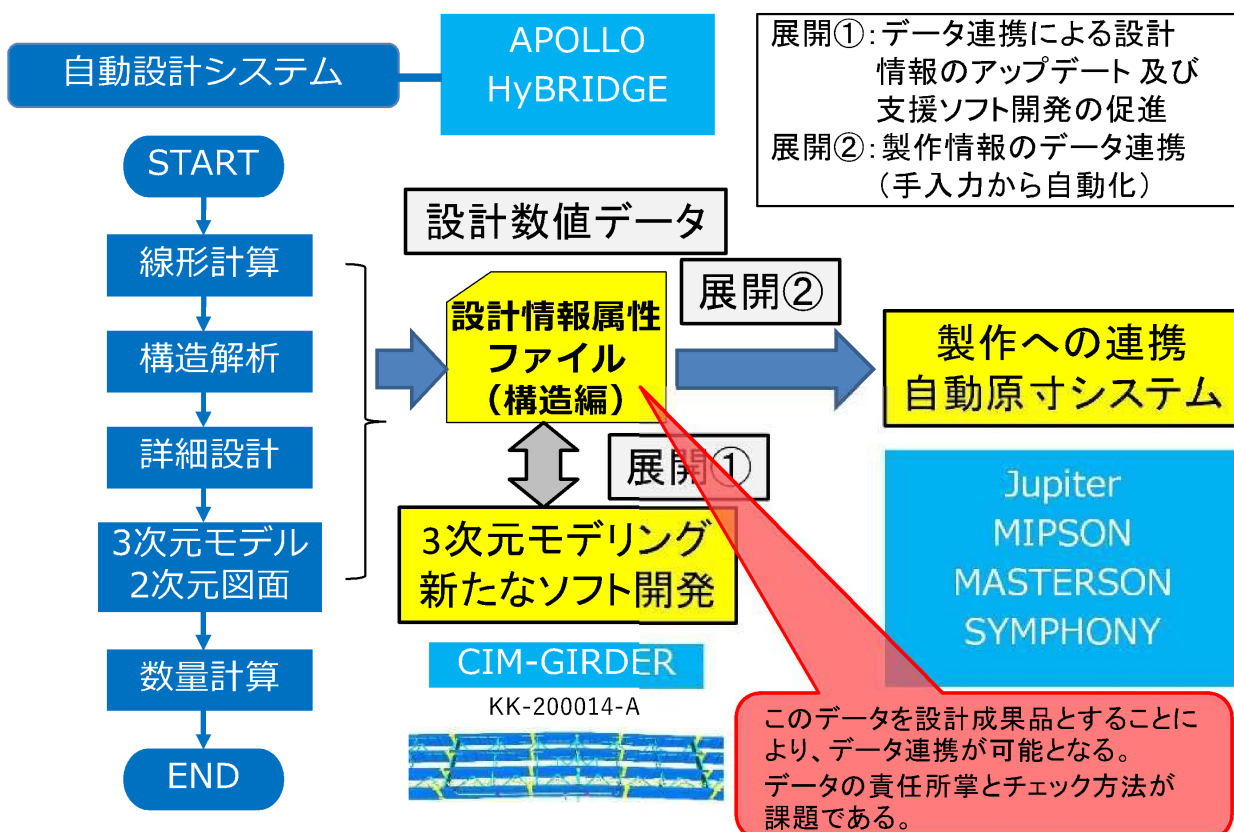 自動設計システム
APOLLO
HyBRIDGE
展開①：データ連携による設計
情報のアップデート 及び
支援ソフト開発の促進
展開②：製作情報のデータ連携
（手入力から自動化）
START
線形計算
構造解析
詳細設計
3次元モデル
2次元図面
数量計算
END
設計数値データ
設計情報属性
ファイル
（構造編）
展開②
製作への連携
自動原寸システム
展開①
3次元モデリング
新たなソフト開発
CIM-GIRDER
KK-200014-A
Jupiter
MIPSON
MASTERSON
SYMPHONY
このデータを設計成果品とすることに
より、データ連携が可能となる。
データの責任所掌とチェック方法が
課題である。